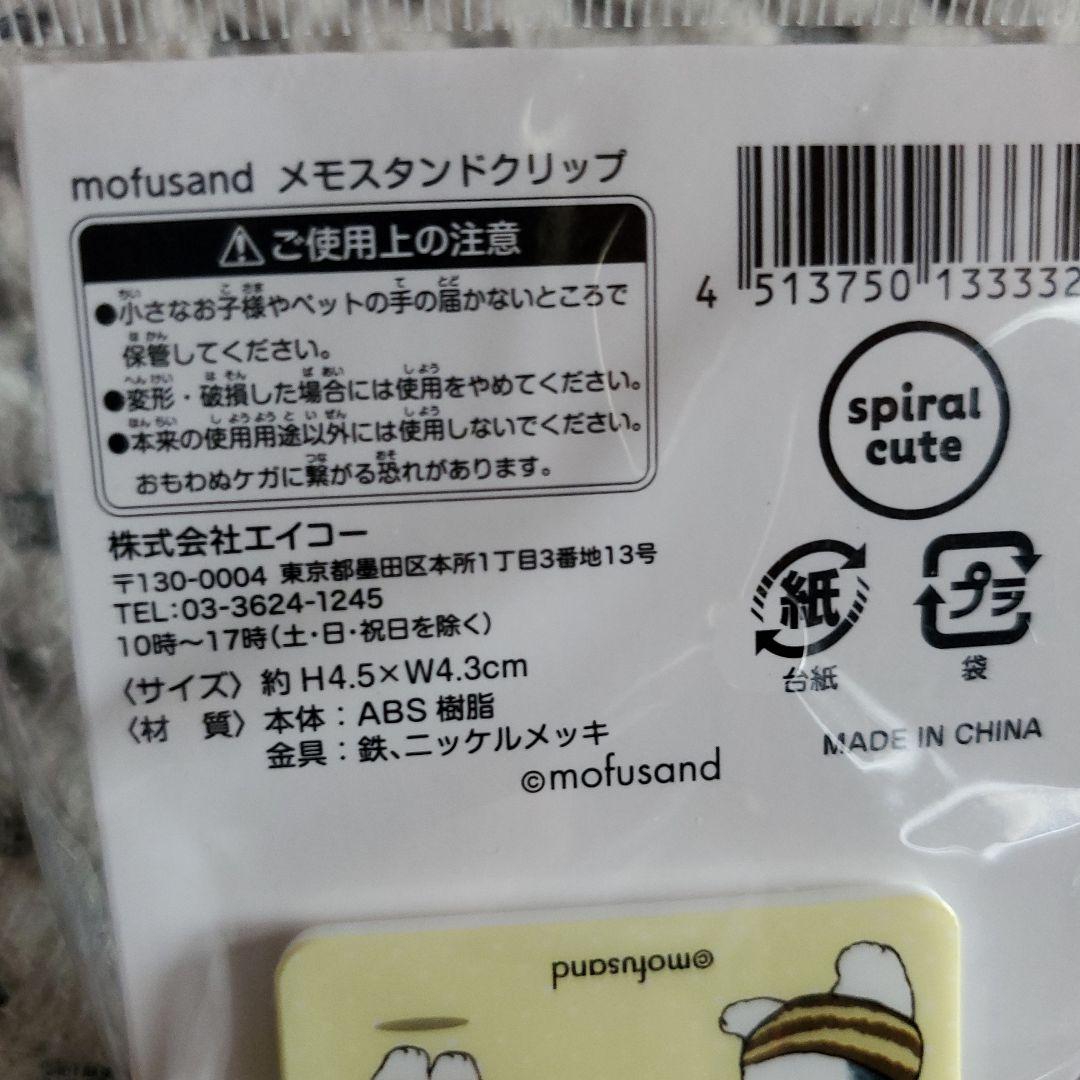 mofusand メモスタンドクリップ
⚠ご使用上の注意
●小さなお子様やペットの手の届かないところで
保管してください。
●変形・破損した場合には使用をやめてください。
●本来の使用用途以外には使用しないでください。
おもわぬケガに繋がる恐れがあります。
株式会社エイコー
〒130-0004 東京都墨田区本所1丁目3番地13号
TEL:03-3624-1245
10時〜17時(土・日・祝日を除く)
〈サイズ〉約 H4.5×W4.3cm
〈材 質〉本体:ABS 樹脂
金具:鉄、ニッケルメッキ
©mofusand
4 513750 133332
spiral
cute
紙
台紙
プラ
袋
MADE IN CHINA
©mofusand